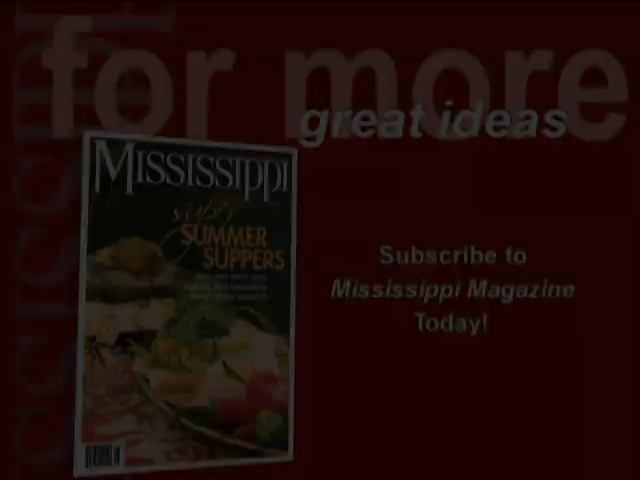 for more
great ideas
MISSISSIPPI
SUMMER
SUPPERS
Subscribe to
Mississippi Magazine
Today!